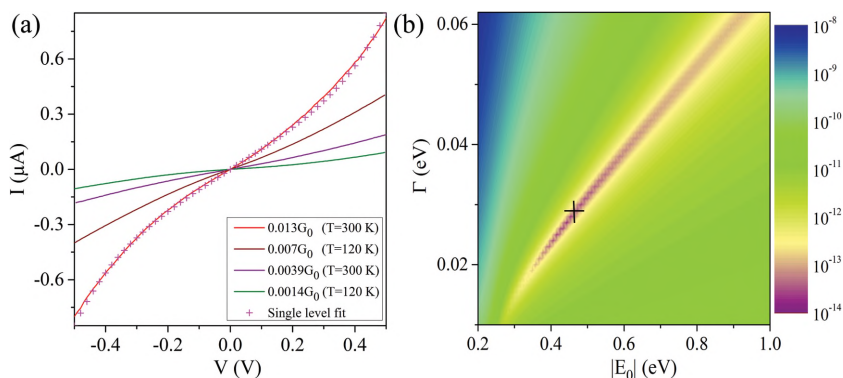 (a)
I (µA)
0.6
0.3
0.0
-0.3
-0.6
-0.4
-0.2
0.0
0.2
0.4
V (V)
0.013G₀ (T=300 K)
0.007G₀ (T=120 K)
0.0039G₀ (T=300 K)
0.0014G₀ (T=120 K)
Single level fit
(b)
Γ (eV)
0.06
0.04
0.02
0.2
0.4
0.6
0.8
1.0
|E₀| (eV)
10⁻⁸
10⁻⁹
10⁻¹⁰
10⁻¹¹
10⁻¹²
10⁻¹³
10⁻¹⁴